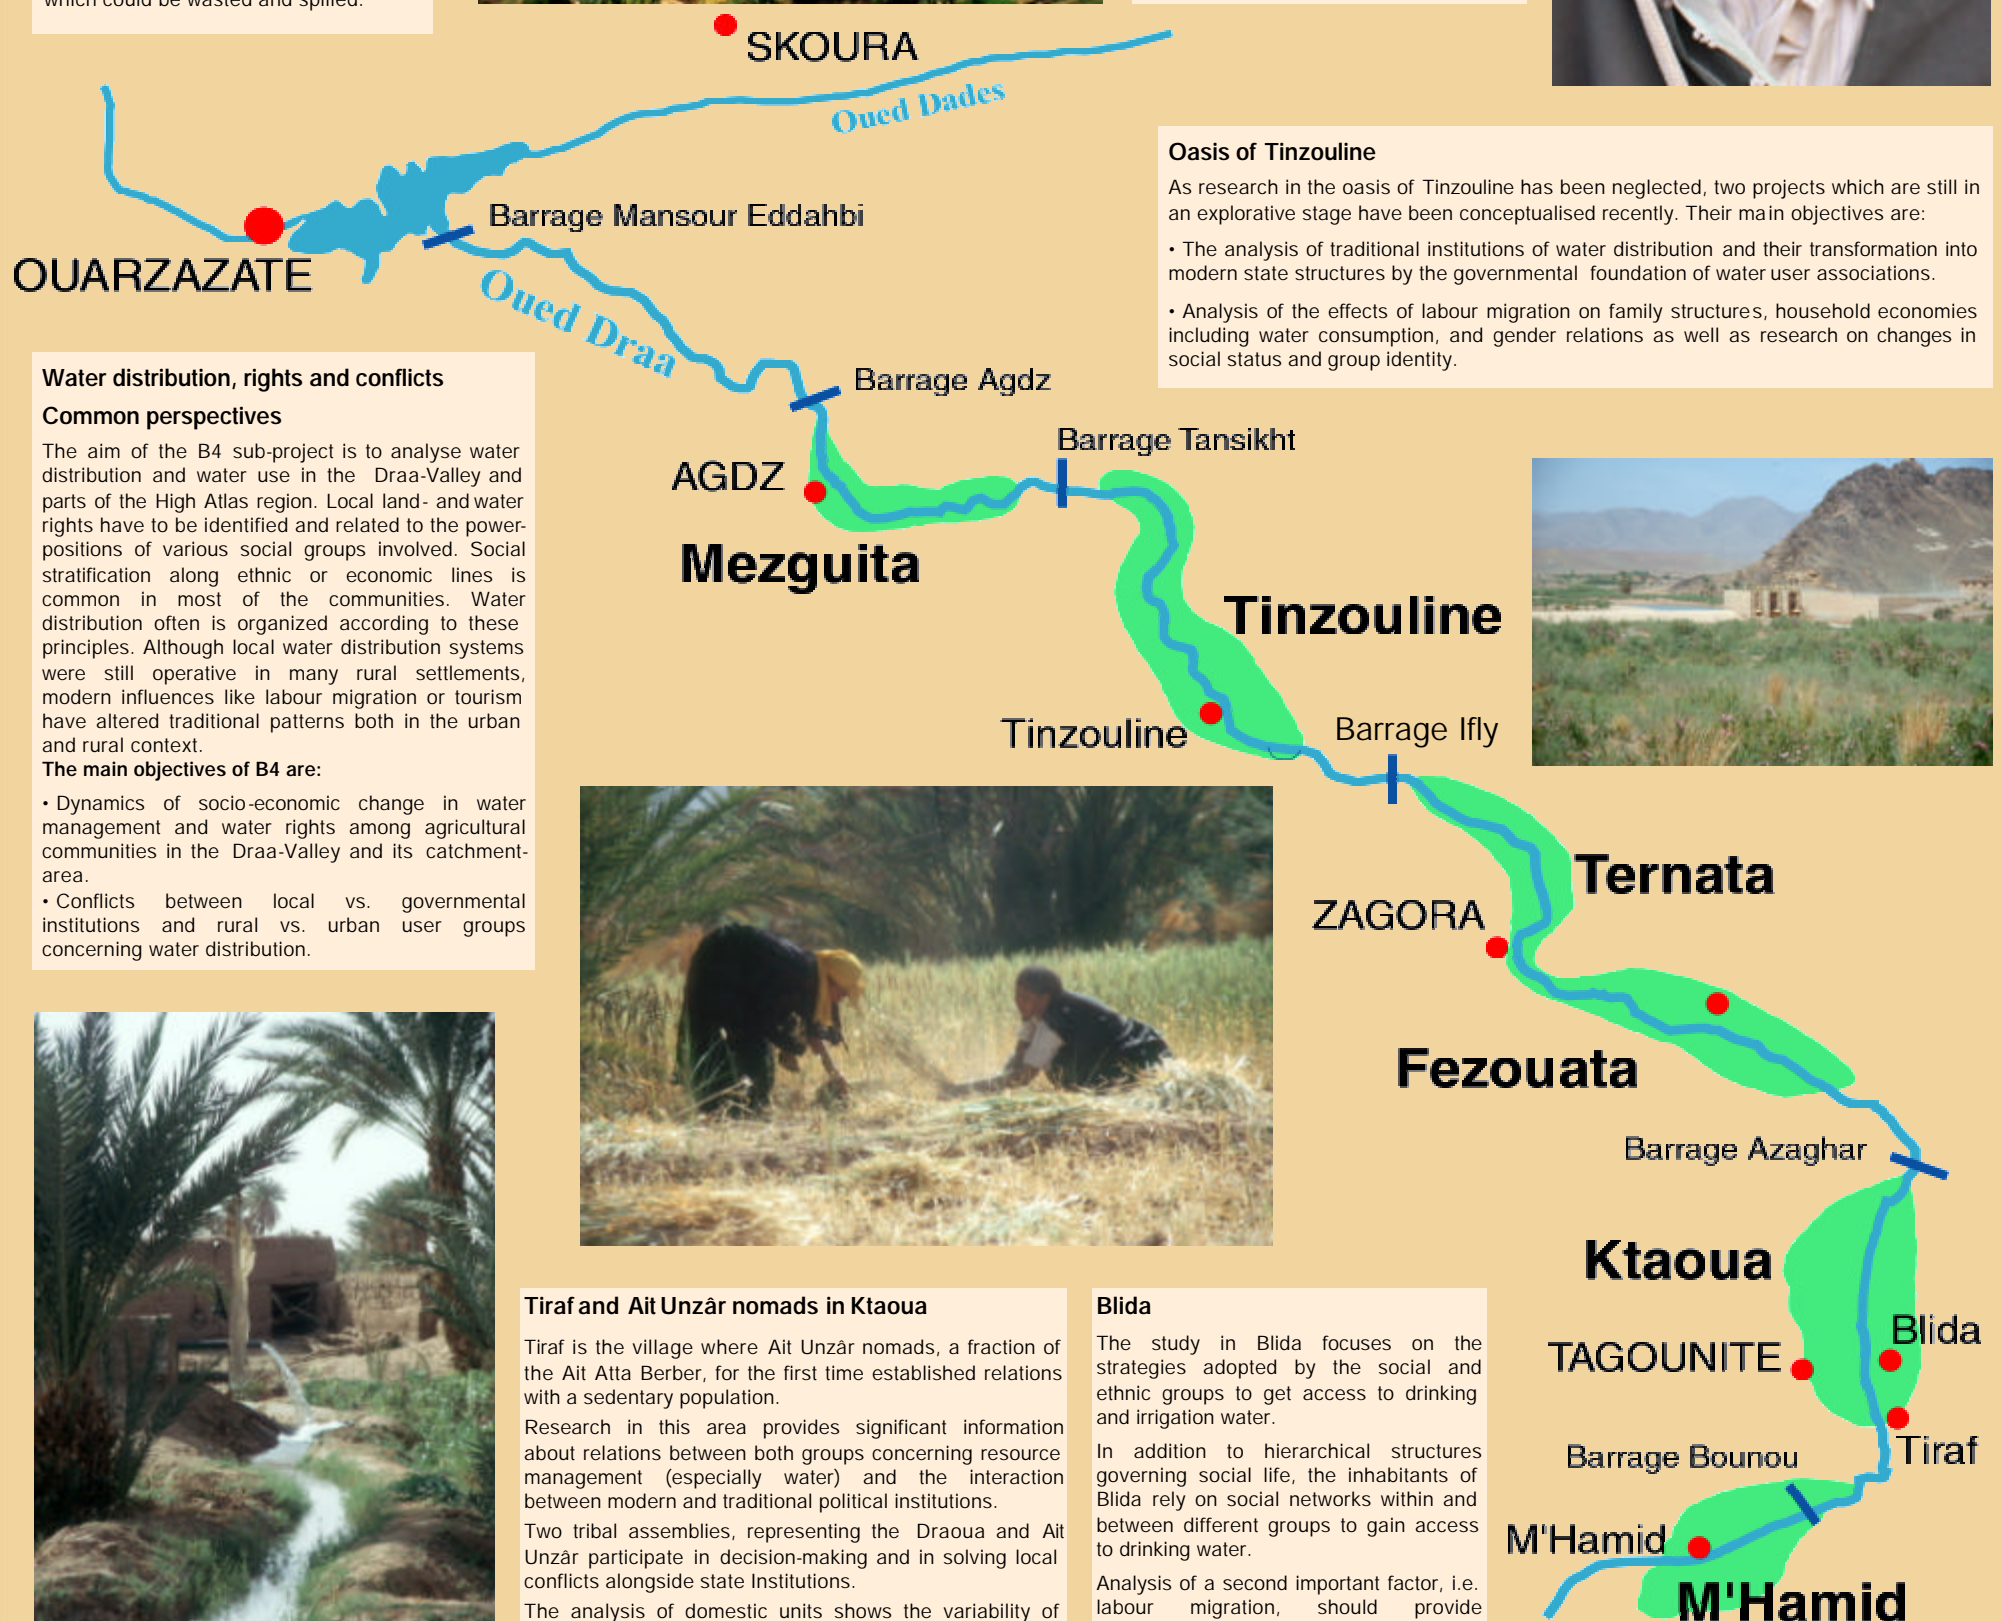 which could be wasted and spilled.
SKOURA
Oued Dades
Barrage Mansour Eddahbi
OUARZAZATE
Oued Draa
Oasis of Tinzouline
As research in the oasis of Tinzouline has been neglected, two projects which are still in
an explorative stage have been conceptualised recently. Their main objectives are:
• The analysis of traditional institutions of water distribution and their transformation into
modern state structures by the governmental foundation of water user associations.
• Analysis of the effects of labour migration on family structures, household economies
including water consumption, and gender relations as well as research on changes in
social status and group identity.
Water distribution, rights and conflicts
Common perspectives
The aim of the B4 sub-project is to analyse water
distribution and water use in the Draa-Valley and
parts of the High Atlas region. Local land- and water
rights have to be identified and related to the power-
positions of various social groups involved. Social
stratification along ethnic or economic lines is
common in most of the communities. Water
distribution often is organized according to these
principles. Although local water distribution systems
were still operative in many rural settlements,
modern influences like labour migration or tourism
have altered traditional patterns both in the urban
and rural context.
The main objectives of B4 are:
• Dynamics of socio-economic change in water
management and water rights among agricultural
communities in the Draa-Valley and its catchment-
area.
• Conflicts between local vs. governmental
institutions and rural vs. urban user groups
concerning water distribution.
Barrage Agdz
Barrage Tansikht
AGDZ
Mezguita
Tinzouline
Tinzouline
Barrage Ifly
Ternata
ZAGORA
Fezouata
Barrage Azaghar
Ktaoua
Blida
TAGOUNITE
Tiraf
Barrage Bounou
M'Hamid
M'Hamid
Tiraf and Ait Unzâr nomads in Ktaoua
Tiraf is the village where Ait Unzâr nomads, a fraction of
the Ait Atta Berber, for the first time established relations
with a sedentary population.
Research in this area provides significant information
about relations between both groups concerning resource
management (especially water) and the interaction
between modern and traditional political institutions.
Two tribal assemblies, representing the Draoua and Ait
Unzâr participate in decision-making and in solving local
conflicts alongside state Institutions.
The analysis of domestic units shows the variability of
Blida
The study in Blida focuses on the
strategies adopted by the social and
ethnic groups to get access to drinking
and irrigation water.
In addition to hierarchical structures
governing social life, the inhabitants of
Blida rely on social networks within and
between different groups to gain access
to drinking water.
Analysis of a second important factor, i.e.
labour migration, should provide